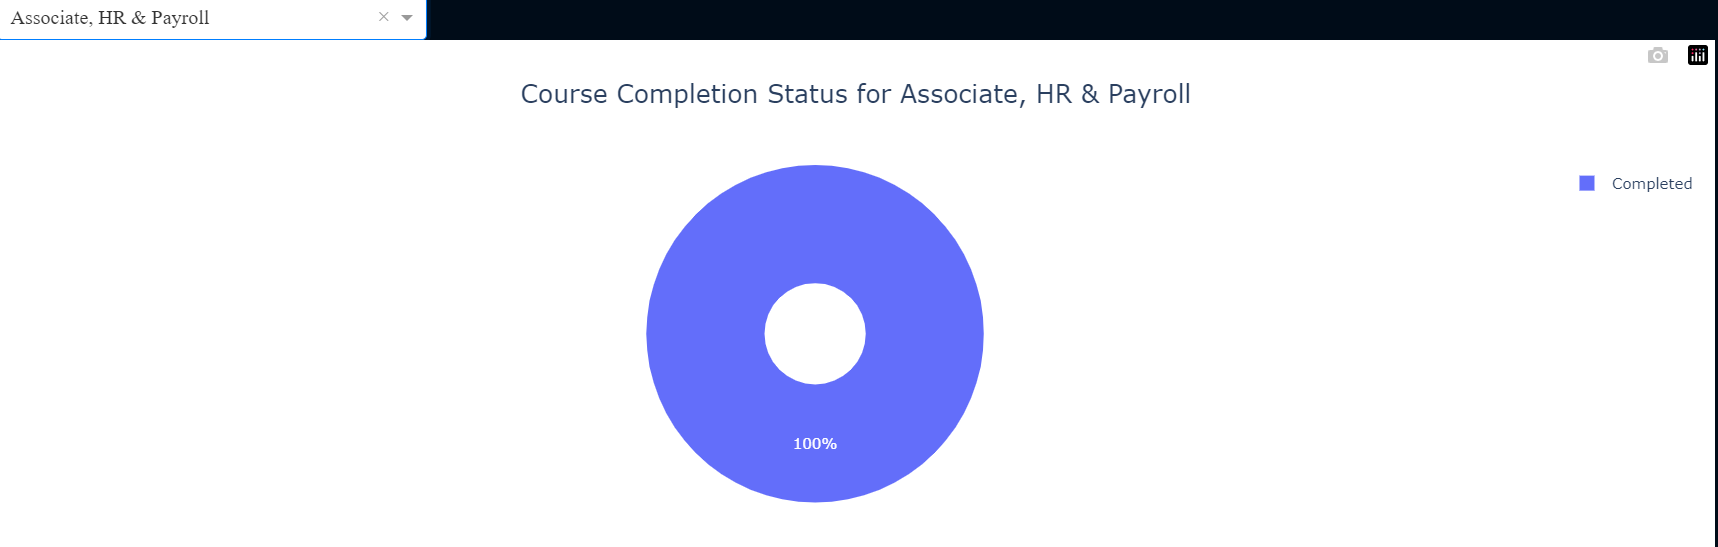 Associate, HR & Payroll
Course Completion Status for Associate, HR & Payroll
Completed
100%